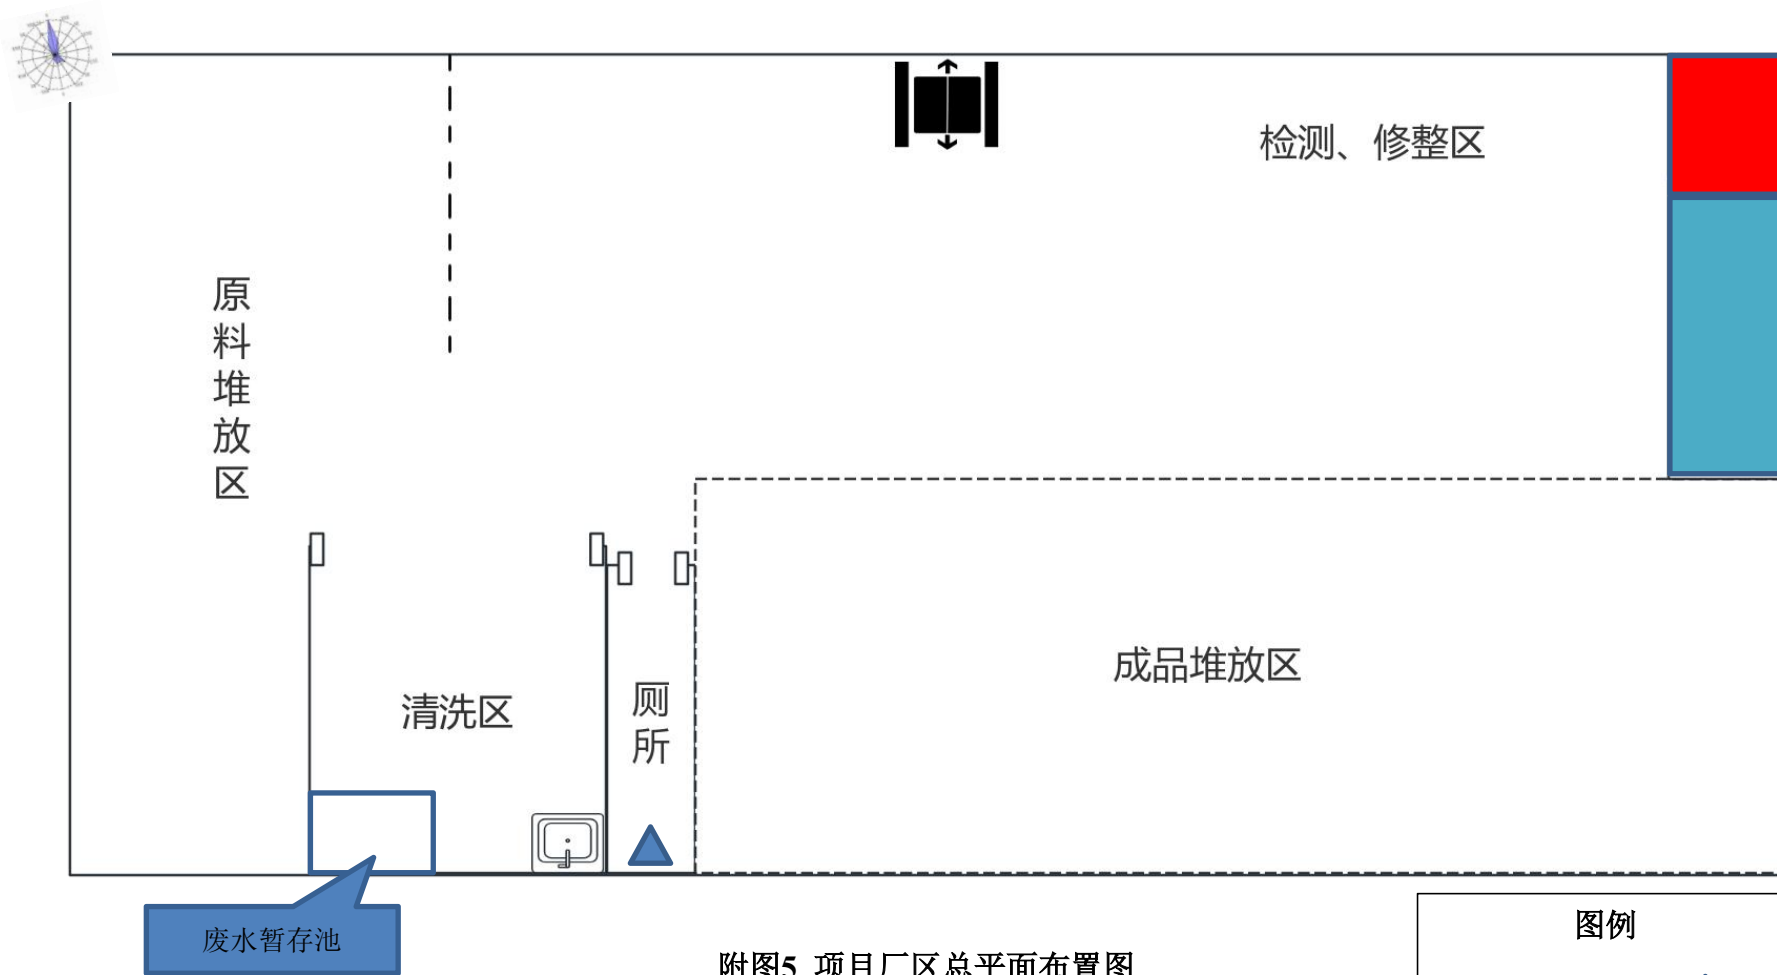 检测、修整区
原料堆放区
成品堆放区
清洗区
厕所
废水暂存池
图例
附图5 项目厂区总平面布置图